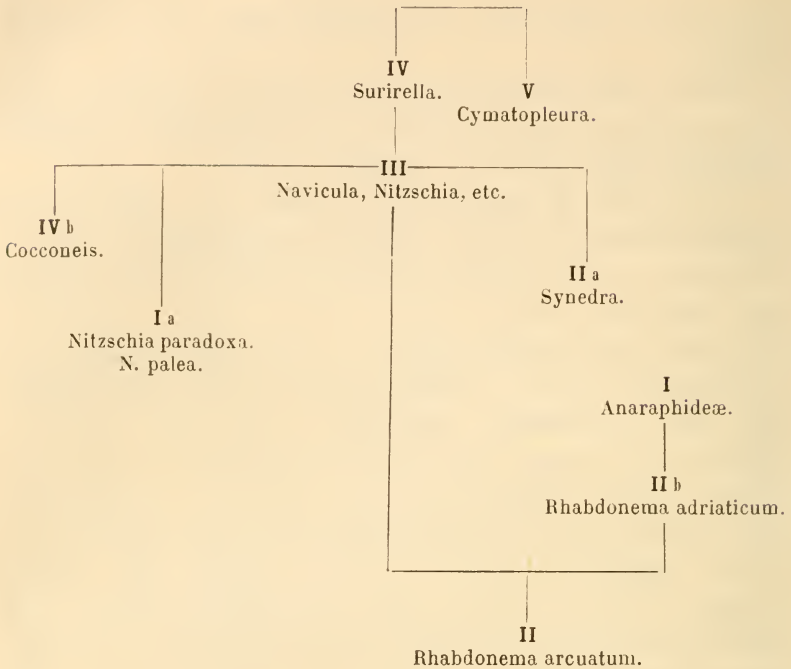 IV
Surirella.
V
Cymatopleura.
III
Navicula, Nitzschia, etc.
IV b
Cocconeis.
II a
Synedra.
I a
Nitzschia paradoxa.
N. palea.
I
Anaraphideæ.
II b
Rhabdonema adriaticum.
II
Rhabdonema arcuatum.